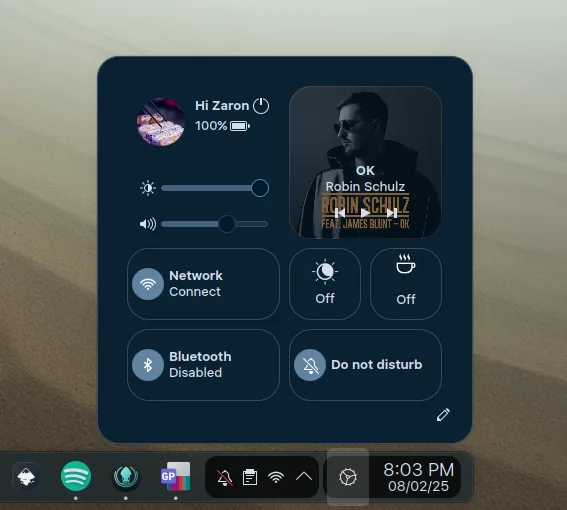 Hi Zaron
100%
OK
Robin Schulz
ROBIN SCHULZ
FEAT. JAMES BLUNT – OK
Network
Connect
Off
Off
Bluetooth
Disabled
Do not disturb
GP
8:03 PM
08/02/25